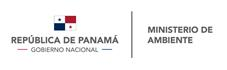 REPÚBLICA DE PANAMÁ
GOBIERNO NACIONAL
MINISTERIO DE
AMBIENTE